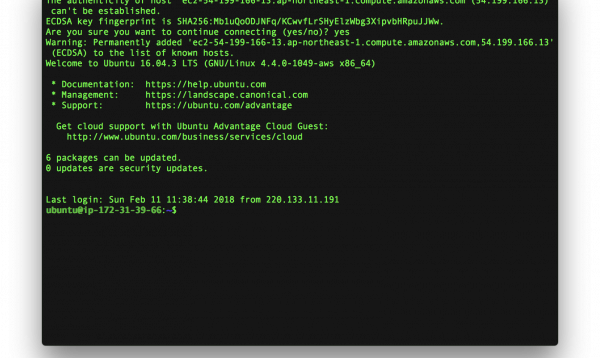 The authenticity of host 'ec2-54-199-166-13.ap-northeast-1.compute.amazonaws.com (54.199.166.13)'
can't be established.
ECDSA key fingerprint is SHA256:Mb1uQoODJNFq/KCwvfLrSHyElzWbg3XipvbHRpuJJWw.
Are you sure you want to continue connecting (yes/no)? yes
Warning: Permanently added 'ec2-54-199-166-13.ap-northeast-1.compute.amazonaws.com,54.199.166.13'
(ECDSA) to the list of known hosts.
Welcome to Ubuntu 16.04.3 LTS (GNU/Linux 4.4.0-1049-aws x86_64)
* Documentation: https://help.ubuntu.com
* Management: https://landscape.canonical.com
* Support: https://ubuntu.com/advantage
Get cloud support with Ubuntu Advantage Cloud Guest:
http://www.ubuntu.com/business/services/cloud
6 packages can be updated.
0 updates are security updates.
Last login: Sun Feb 11 11:38:44 2018 from 220.133.11.191
ubuntu@ip-172-31-39-66:~$